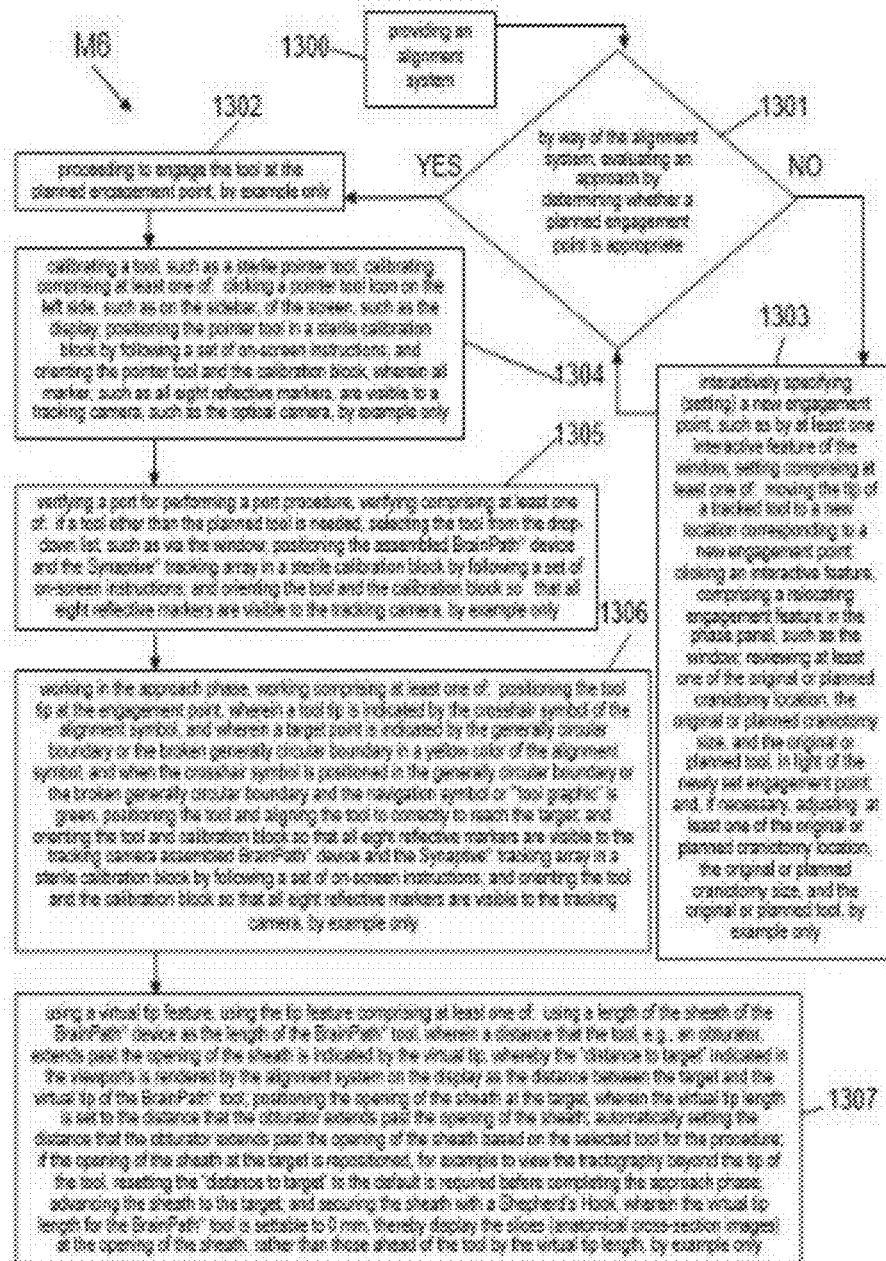 M6
1300
providing an
alignment
system
1301
by way of the alignment
system, evaluating an
approach by
determining whether a
planned engagement
point is appropriate
YES
NO
1302
proceeding to engage the tool at the
planned engagement point, by example only
1303
interactively specifying
(setting) a new engagement
point, such as by at least one
interactive feature of the
window, setting comprising at
least one of: moving the tip of
a tracked tool to a new
location corresponding to a
new engagement point;
clicking an interactive feature,
comprising a relocating
engagement feature in the
phase panel, such as the
window; reviewing at least
one of the original or planned
craniotomy location, the
original or planned craniotomy
size, and the original or
planned tool, in light of the
newly set engagement point;
and, if necessary, adjusting at
least one of the original or
planned craniotomy location,
the original or planned
craniotomy size, and the
original or planned tool, by
example only
1304
calibrating a tool, such as a sterile pointer tool, calibrating
comprising at least one of: clicking a pointer tool icon on the
left side, such as on the sidebar, of the screen, such as the
display; positioning the pointer tool in a sterile calibration
block by following a set of on-screen instructions; and
orienting the pointer tool and the calibration block, wherein all
marker, such as all eight reflective markers, are visible to a
tracking camera, such as the optical camera, by example only
1305
verifying a port for performing a port procedure, verifying comprising at least one
of: if a tool other than the planned tool is needed, selecting the tool from the drop-
down list, such as via the window; positioning the assembled BrainPath® device
and the Synaptive® tracking array in a sterile calibration block by following a set of
on-screen instructions; and orienting the tool and the calibration block so that all
eight reflective markers are visible to the tracking camera, by example only
1306
working in the approach phase, working comprising at least one of: positioning the tool
tip at the engagement point, wherein a tool tip is indicated by the crosshair symbol of the
alignment symbol, and wherein a target point is indicated by the generally circular
boundary or the broken generally circular boundary in a yellow color of the alignment
symbol, and when the crosshair symbol is positioned in the generally circular boundary or
the broken generally circular boundary and the navigation symbol or "tool graphic" is
green, positioning the tool and aligning the tool is correctly to reach the target; and
orienting the tool and calibration block so that all eight reflective markers are visible to the
tracking camera assembled BrainPath® device and the Synaptive® tracking array in a
sterile calibration block by following a set of on-screen instructions; and orienting the tool
and the calibration block so that all eight reflective markers are visible to the tracking
camera, by example only
1307
using a virtual tip feature, using the tip feature comprising at least one of: using a length of the sheath of the
BrainPath® device as the length of the BrainPath® tool, wherein a distance that the tool, e.g., an obturator,
extends past the opening of the sheath is indicated by the virtual tip, whereby the "distance to target" indicated in
the viewports is rendered by the alignment system on the display as the distance between the target and the
virtual tip of the BrainPath® tool; positioning the opening of the sheath at the target, wherein the virtual tip length
is set to the distance that the obturator extends past the opening of the sheath; automatically setting the
distance that the obturator extends past the opening of the sheath based on the selected tool for the procedure;
if the opening of the sheath at the target is repositioned, for example to view the tractography beyond the tip of
the tool, resetting the "distance to target" to the default is required before completing the approach phase;
advancing the sheath to the target; and securing the sheath with a Shepherd's Hook, wherein the virtual tip
length for the BrainPath® tool is settable to 0 mm, thereby display the slices (anatomical cross-section images)
at the opening of the sheath, rather than those ahead of the tool by the virtual tip length, by example only